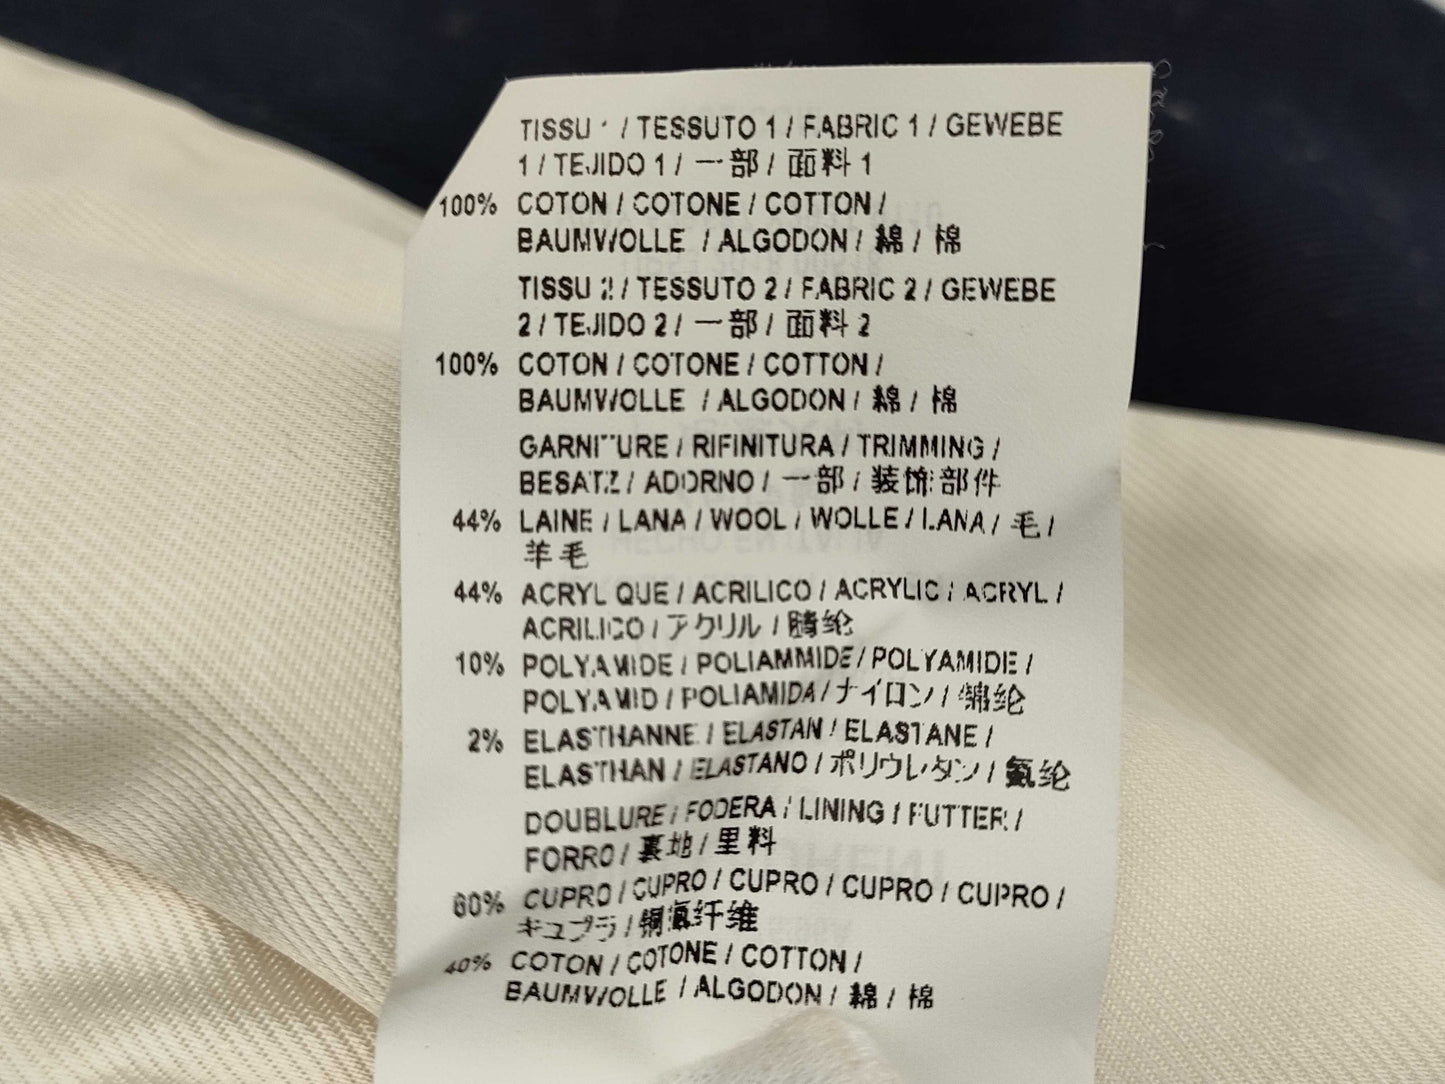 TISSU 1 / TESSUTO 1 / FABRIC 1 / GEWEBE
1 / TEJIDO 1 / 一部 / 面料 1
100% COTON / COTONE / COTTON /
BAUMWOLLE / ALGODON / 綿 / 棉
TISSU 2 / TESSUTO 2 / FABRIC 2 / GEWEBE
2 / TEJIDO 2 / 一部 / 面料 2
100% COTON / COTONE / COTTON /
BAUMWOLLE / ALGODON / 綿 / 棉
GARNITURE / RIFINITURA / TRIMMING /
BESATZ / ADORNO / 一部 / 装饰部件
44% LAINE / LANA / WOOL / WOLLE / LANA / 毛 /
羊毛
44% ACRYLIQUE / ACRILICO / ACRYLIC / ACRYL /
ACRILICO / アクリル / 腈纶
10% POLYAMIDE / POLIAMMIDE / POLYAMIDE /
POLYAMID / POLIAMIDA / ナイロン / 锦纶
2% ELASTHANNE / ELASTAN / ELASTANE /
ELASTHAN / ELASTANO / ポリウレタン / 氨纶
DOUBLURE / FODERA / LINING / FUTTER /
FORRO / 裏地 / 里料
60% CUPRO / CUPRO / CUPRO / CUPRO / CUPRO /
キュプラ / 铜氨纤维
40% COTON / COTONE / COTTON /
BAUMWOLLE / ALGODON / 綿 / 棉